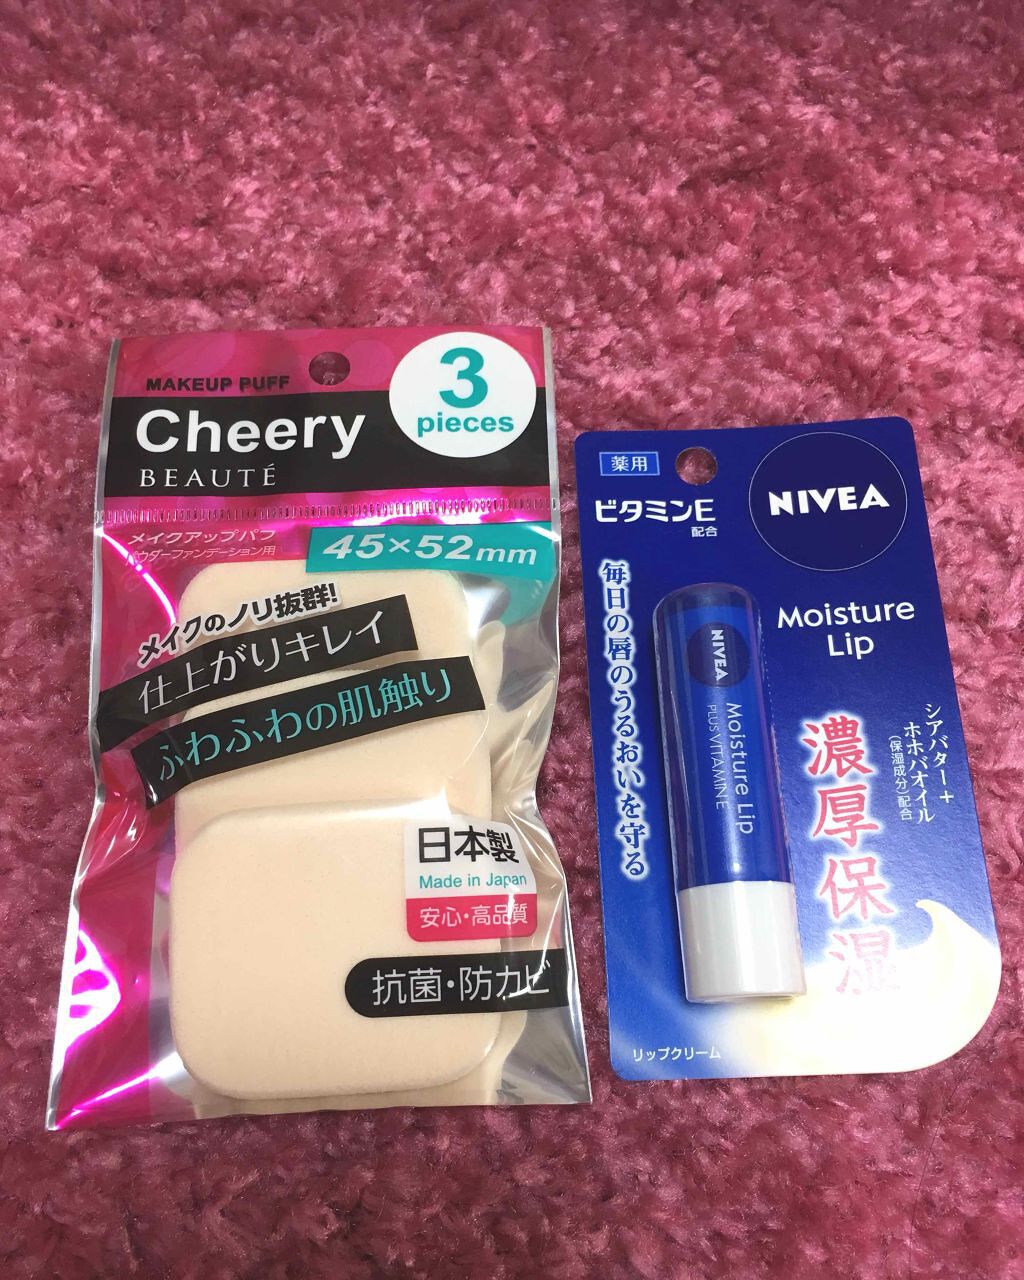 MAKEUP PUFF
Cheery
BEAUTÉ
3
pieces
メイクアップパフ
パウダーファンデーション用
45×52mm
メイクのノリ抜群!
仕上がりキレイ
ふわふわの肌触り
日本製
Made in Japan
安心・高品質
抗菌・防カビ
薬用
ビタミンE
配合
NIVEA
Moisture
Lip
毎日の唇のうるおいを守る
NIVEA
Moisture Lip
PLUS VITAMIN E
シアバター+
ホホバオイル
(保湿成分)配合
濃厚保湿
リップクリーム